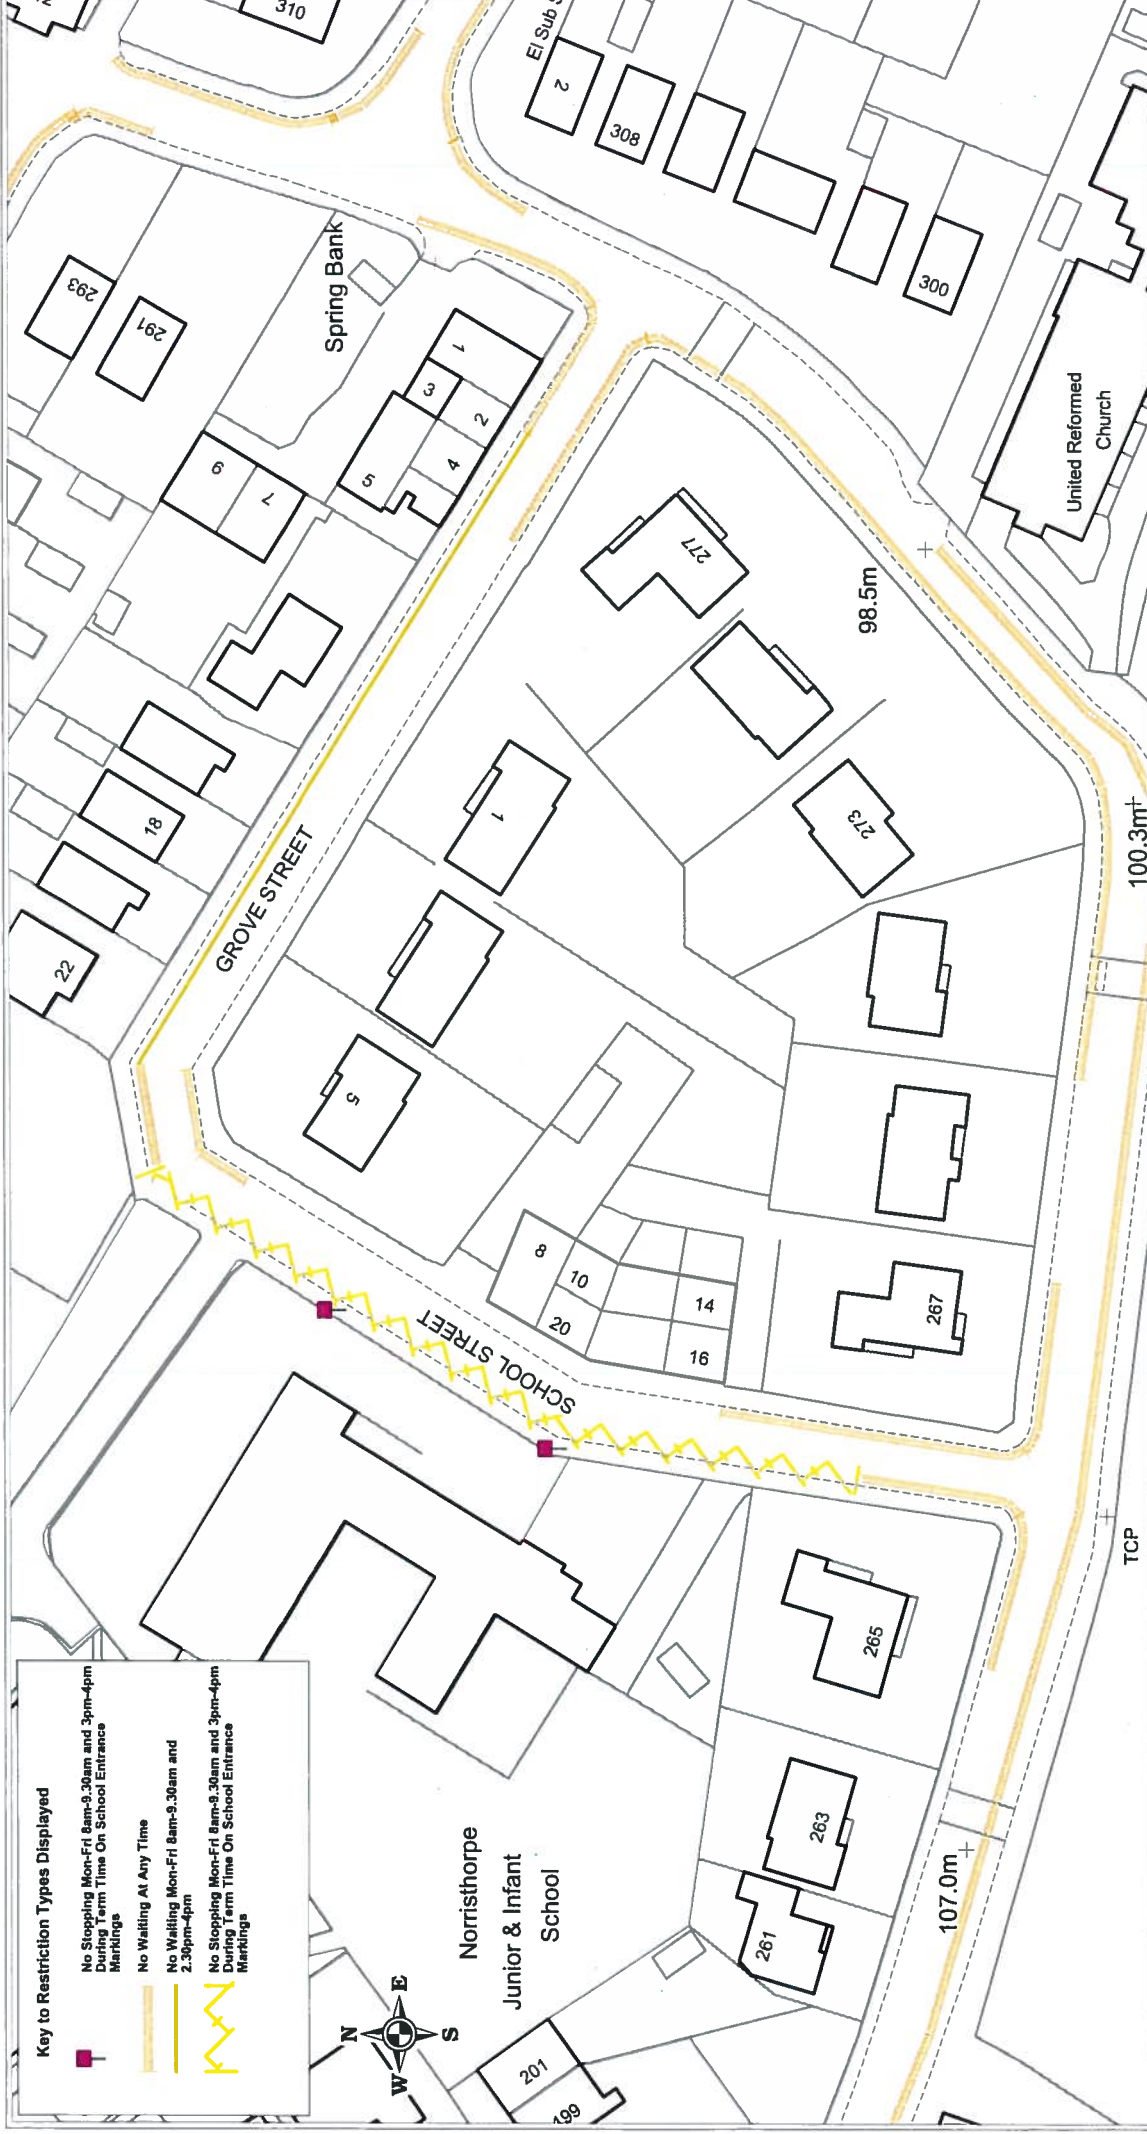 Key to Restriction Types Displayed
No Stopping Mon-Fri 8am-9.30am and 3pm-4pm
During Term Time On School Entrance
Markings
No Waiting At Any Time
No Waiting Mon-Fri 8am-9.30am and
2.30pm-4pm
No Stopping Mon-Fri 8am-9.30am and 3pm-4pm
During Term Time On School Entrance
Markings
N
E
S
W
Norristhorpe
Junior & Infant
School
201
199
261
263
265
267
107.0m
TCP
SCHOOL STREET
8
10
20
14
16
GROVE STREET
22
18
5
1
273
277
98.5m
100.3m
9
7
5
3
1
2
4
Spring Bank
291
293
310
El Sub S
2
308
300
United Reformed
Church